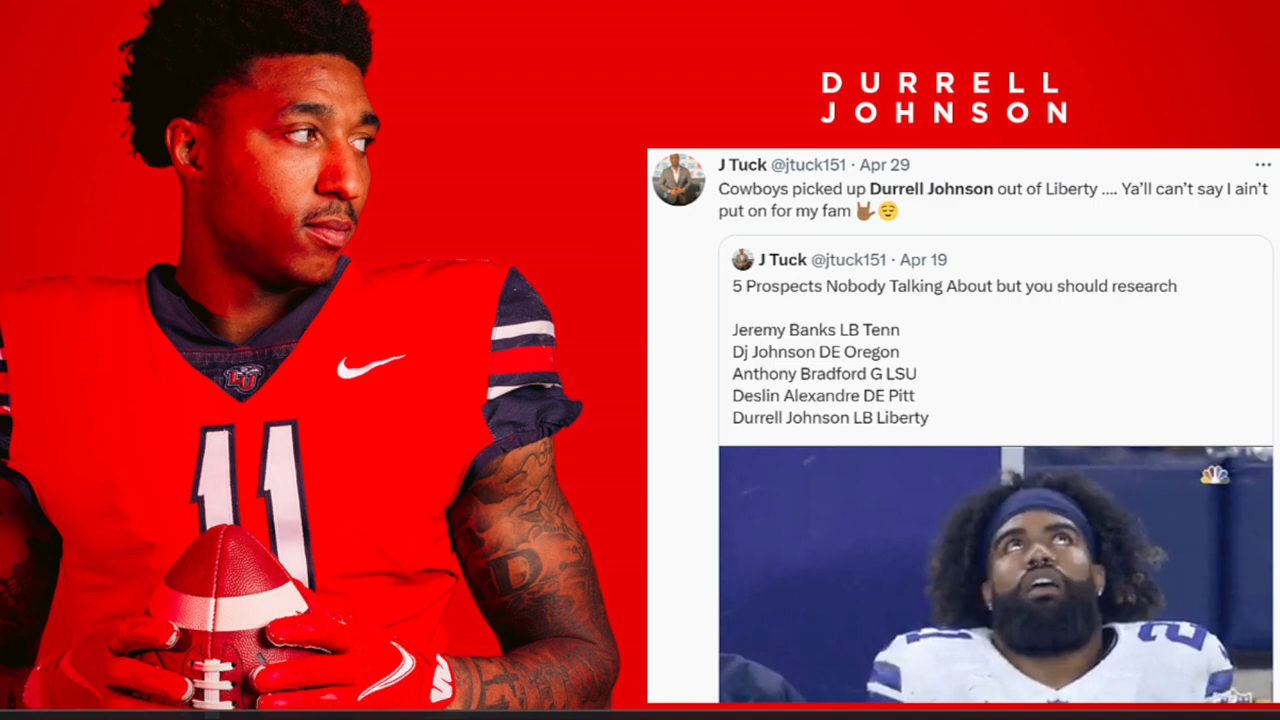 DURRELL
JOHNSON
J Tuck @jtuck151 · Apr 29
Cowboys picked up Durrell Johnson out of Liberty .... Ya'll can't say I ain't
put on for my fam 🤟🏾😌
J Tuck @jtuck151 · Apr 19
5 Prospects Nobody Talking About but you should research
Jeremy Banks LB Tenn
Dj Johnson DE Oregon
Anthony Bradford G LSU
Deslin Alexandre DE Pitt
Durrell Johnson LB Liberty
LU
11
D
21
2